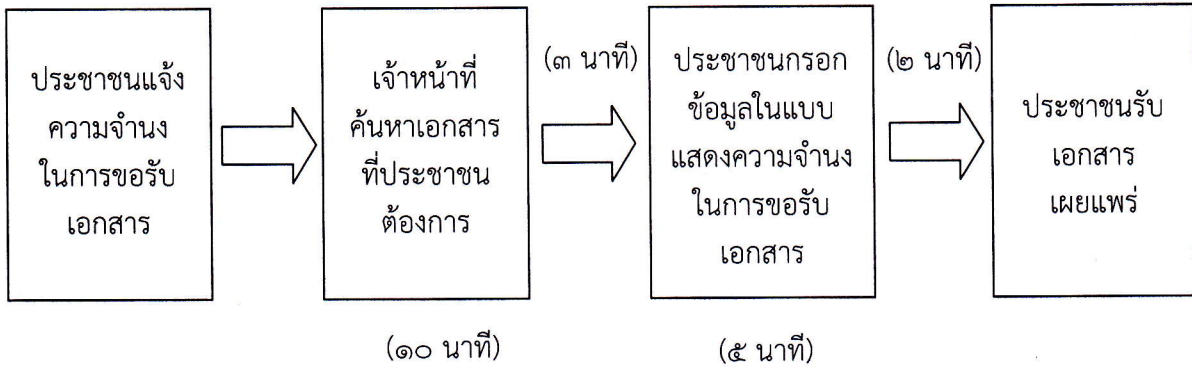 ประชาชนแจ้ง
ความจำนง
ในการขอรับ
เอกสาร
เจ้าหน้าที่
ค้นหาเอกสาร
ที่ประชาชน
ต้องการ
(๓ นาที)
ประชาชนกรอก
ข้อมูลในแบบ
แสดงความจำนง
ในการขอรับ
เอกสาร
(๒ นาที)
ประชาชนรับ
เอกสาร
เผยแพร่
(๑๐ นาที)
(๕ นาที)